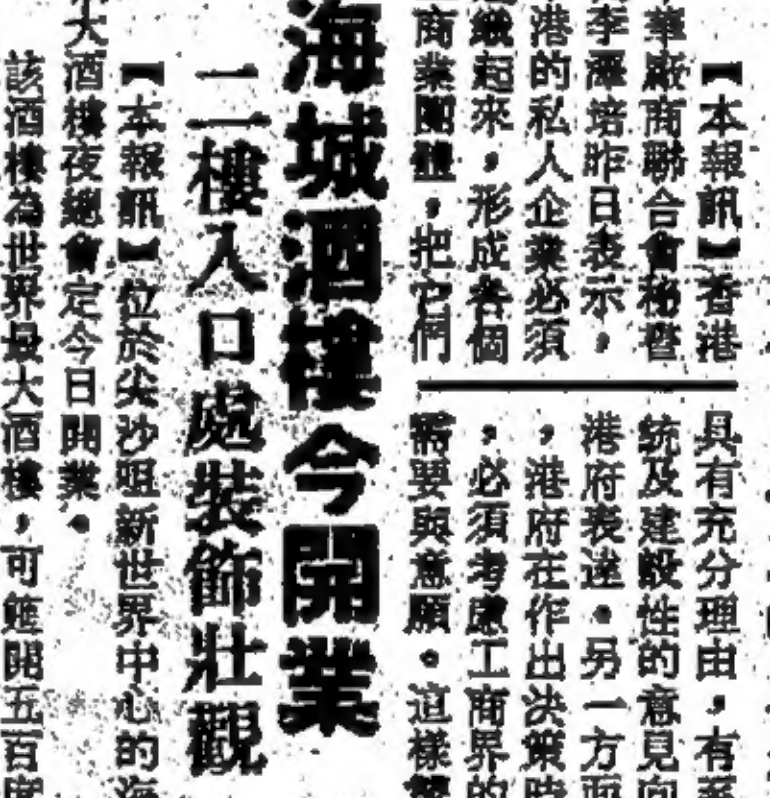 【本報訊】香港
華廠商聯合會秘書
李澤培昨日表示，
港的私人企業必須
組織起來，形成各個
商業團體，把它們
具有充分理由，有系
統及建設性的意見向
港府表達。另一方面
，港府在作出決策時
，必須考慮工商界的
需要與意願。這樣
海城酒樓今開業
二樓入口處裝飾壯觀
【本報訊】位於尖沙咀新世界中心的海
大酒樓夜總會定今日開業。
該酒樓為世界最大酒樓，可筵開五百席